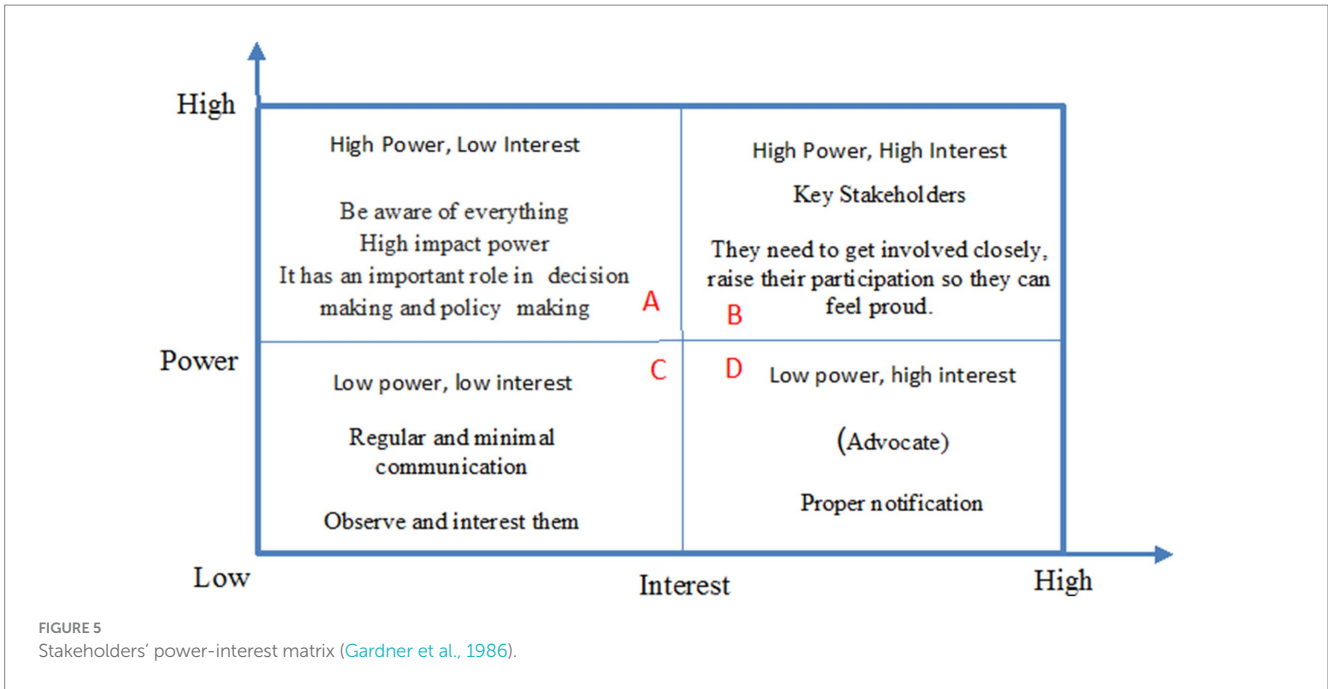 High
High Power, Low Interest
Be aware of everything
High impact power
It has an important role in decision
making and policy making
A
High Power, High Interest
Key Stakeholders
They need to get involved closely,
raise their participation so they can
feel proud.
B
Power
Low power, low interest
Regular and minimal
communication
Observe and interest them
C
D
Low power, high interest
(Advocate)
Proper notification
Low
Interest
High
FIGURE 5
Stakeholders’ power-interest matrix (Gardner et al., 1986).